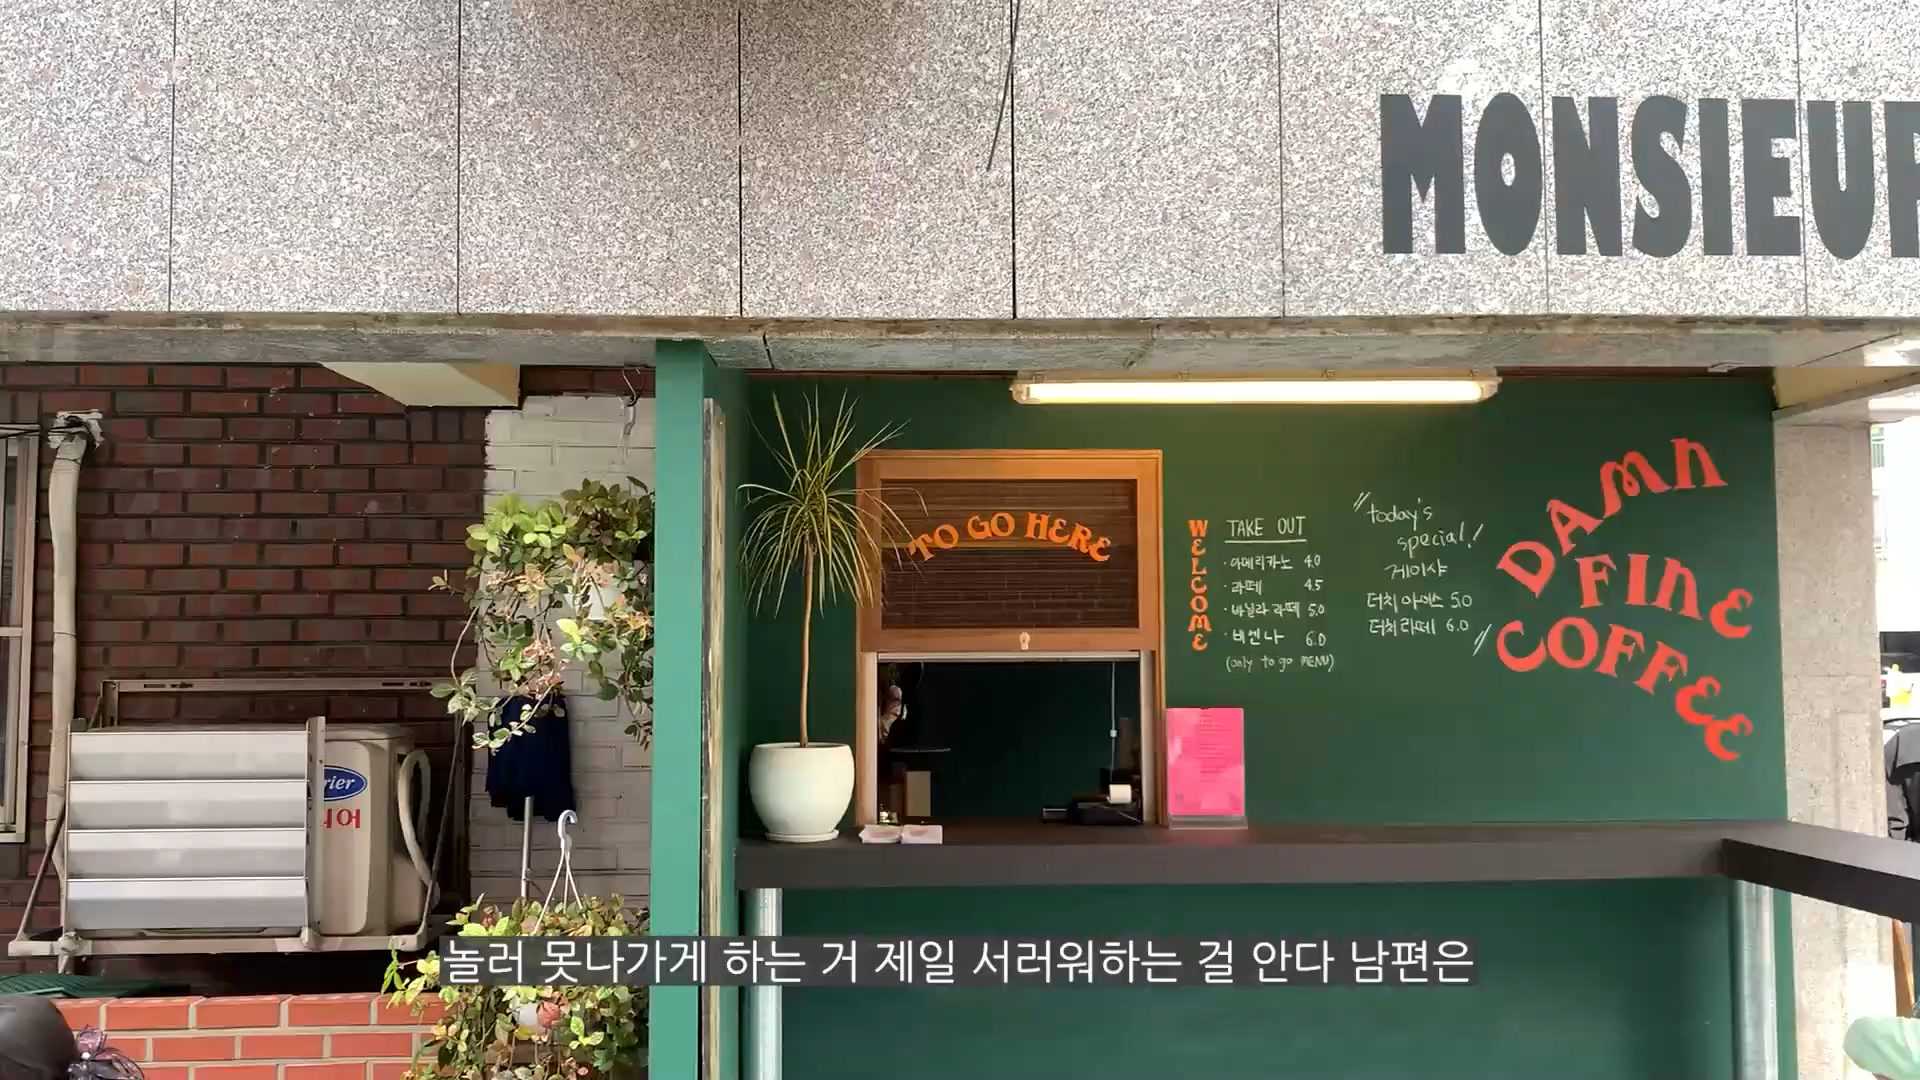 MONSIEUR
TO GO HERE
WELCOME
TAKE OUT
· 아메리카노 4.0
· 라떼 4.5
· 바닐라 라떼 5.0
· 비엔나 6.0
(only to go MENU)
"today's
special!
게이샤
더치 아이스 5.0
더치 라떼 6.0"
DAMN
FINE
COFFEE
rier
니어
놀러 못나가게 하는 거 제일 서러워하는 걸 안다 남편은